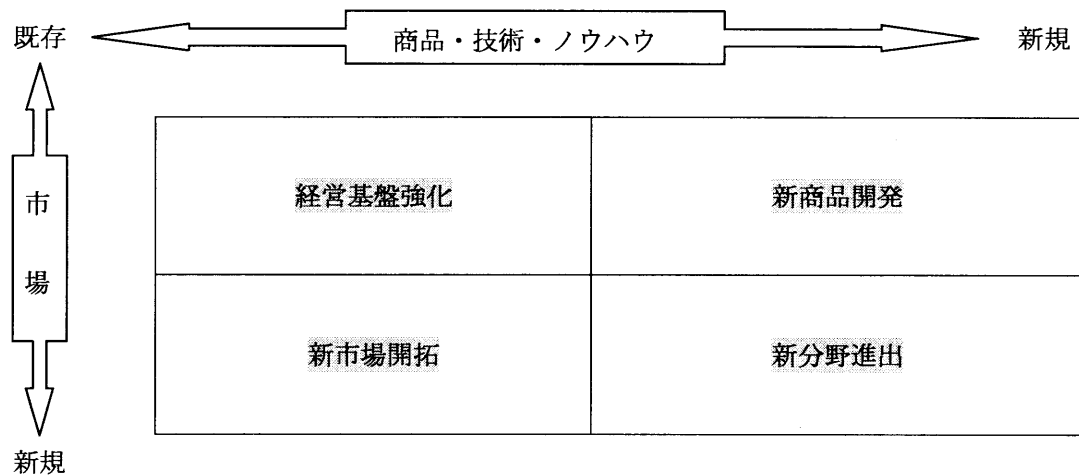 既存
商品・技術・ノウハウ
新規
市場
経営基盤強化
新商品開発
新市場開拓
新分野進出
新規